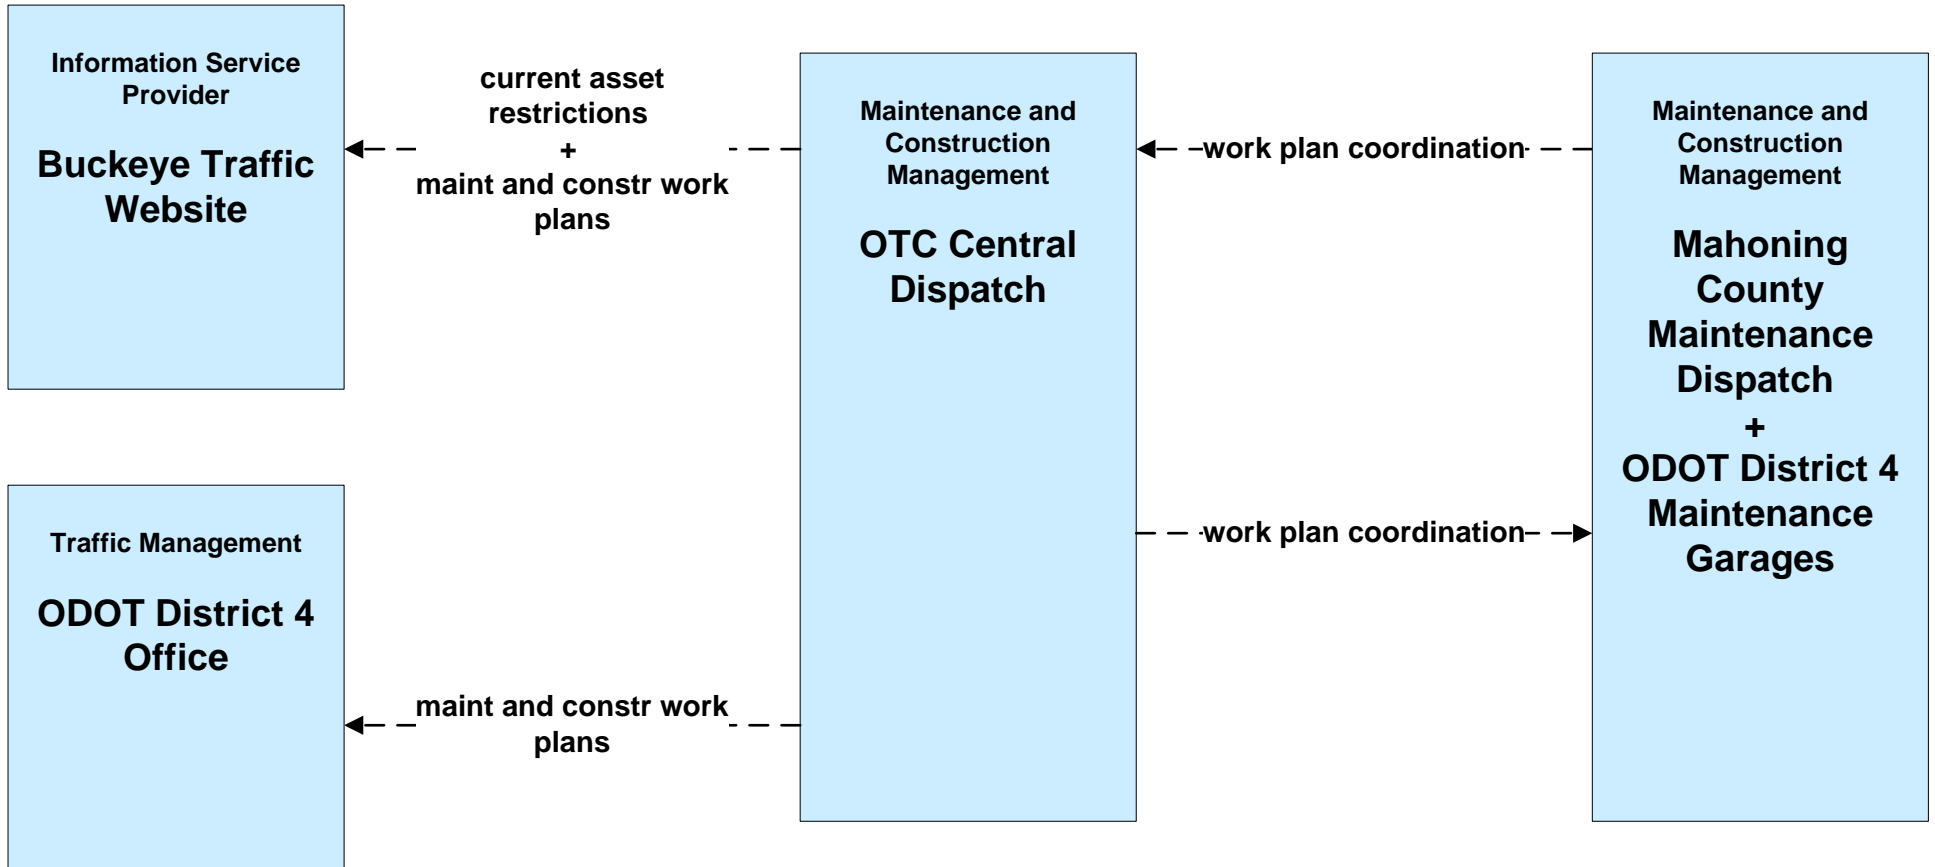 Information Service
Provider
Buckeye Traffic
Website
current asset
restrictions
+
maint and constr work
plans
Maintenance and
Construction
Management
OTC Central
Dispatch
work plan coordination
Maintenance and
Construction
Management
Mahoning
County
Maintenance
Dispatch
+
ODOT District 4
Maintenance
Garages
Traffic Management
ODOT District 4
Office
maint and constr work
plans
work plan coordination